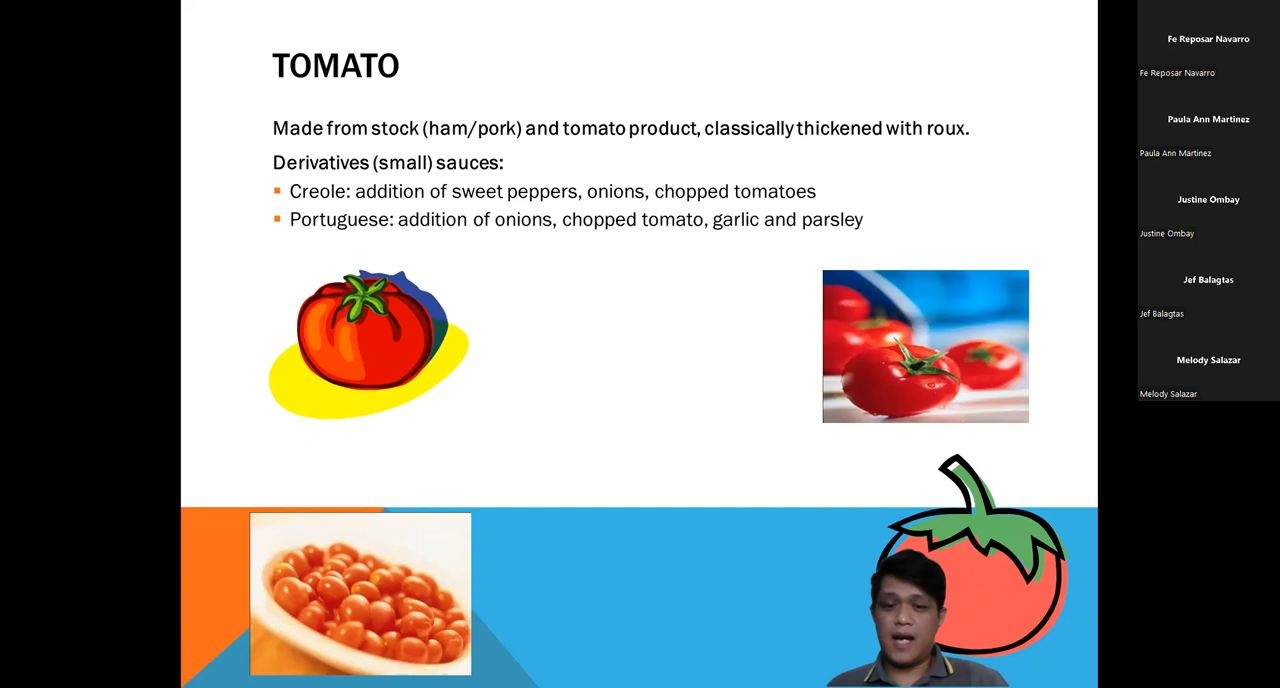 TOMATO
Made from stock (ham/pork) and tomato product, classically thickened with roux.
Derivatives (small) sauces:
Creole: addition of sweet peppers, onions, chopped tomatoes
Portuguese: addition of onions, chopped tomato, garlic and parsley
Fe Reposar Navarro
Fe Reposar Navarro
Paula Ann Martinez
Paula Ann Martinez
Justine Ombay
Justine Ombay
Jef Balagtas
Jef Balagtas
Melody Salazar
Melody Salazar